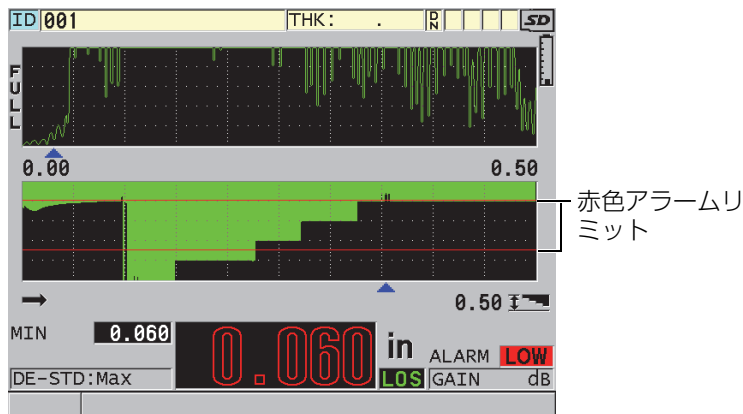 ID 001 THK: . DN SD
FULL
0.00 0.50
赤色アラームリ
ミット
0.50
MIN 0.060 0.060 in ALARM LOW
DE-STD:Max LOS GAIN dB